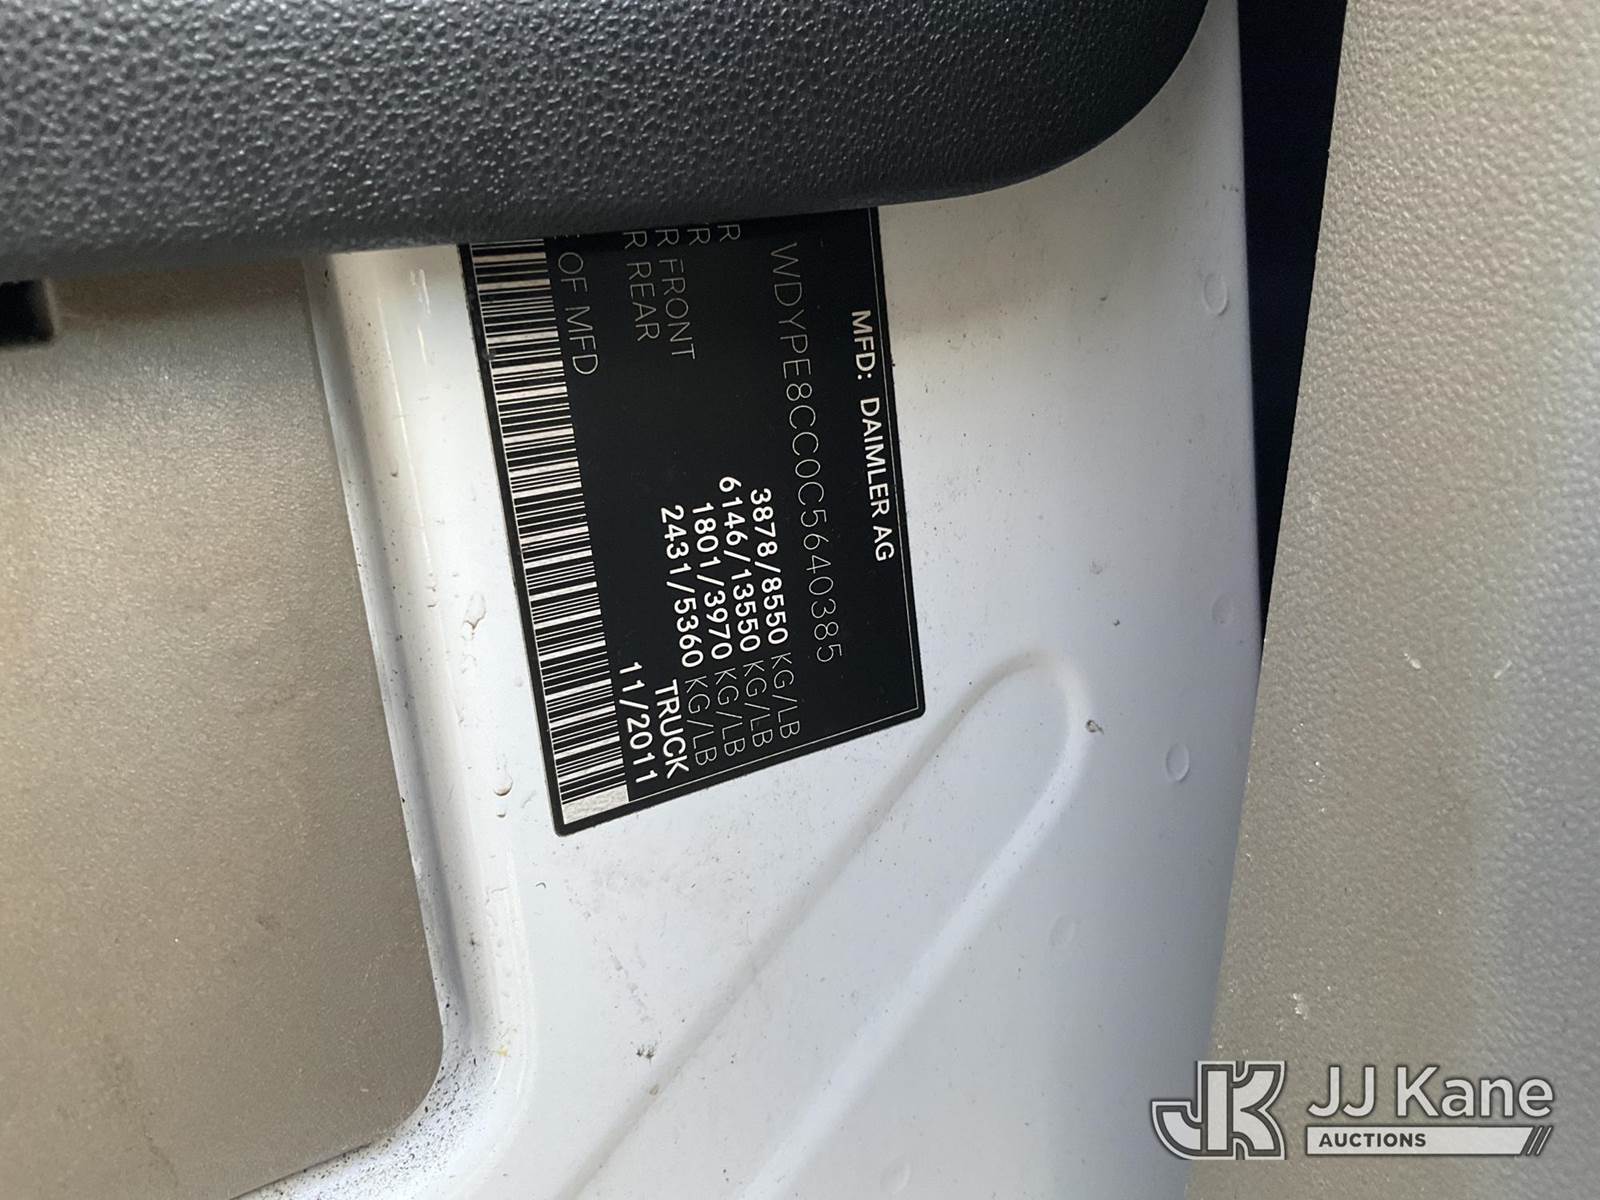 MFD: DAIMLER AG
WDYPE8CC0C5640385
R 3878/8550 KG/LB
R 6146/13550 KG/LB
R FRONT 1801/3970 KG/LB
R REAR 2431/5360 KG/LB
TRUCK
OF MFD 11/2011
JK JJ Kane
AUCTIONS